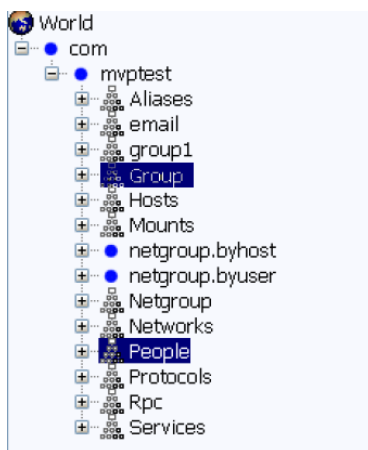 World
com
mvptest
Aliases
email
group1
Group
Hosts
Mounts
netgroup.byhost
netgroup.byuser
Netgroup
Networks
People
Protocols
Rpc
Services